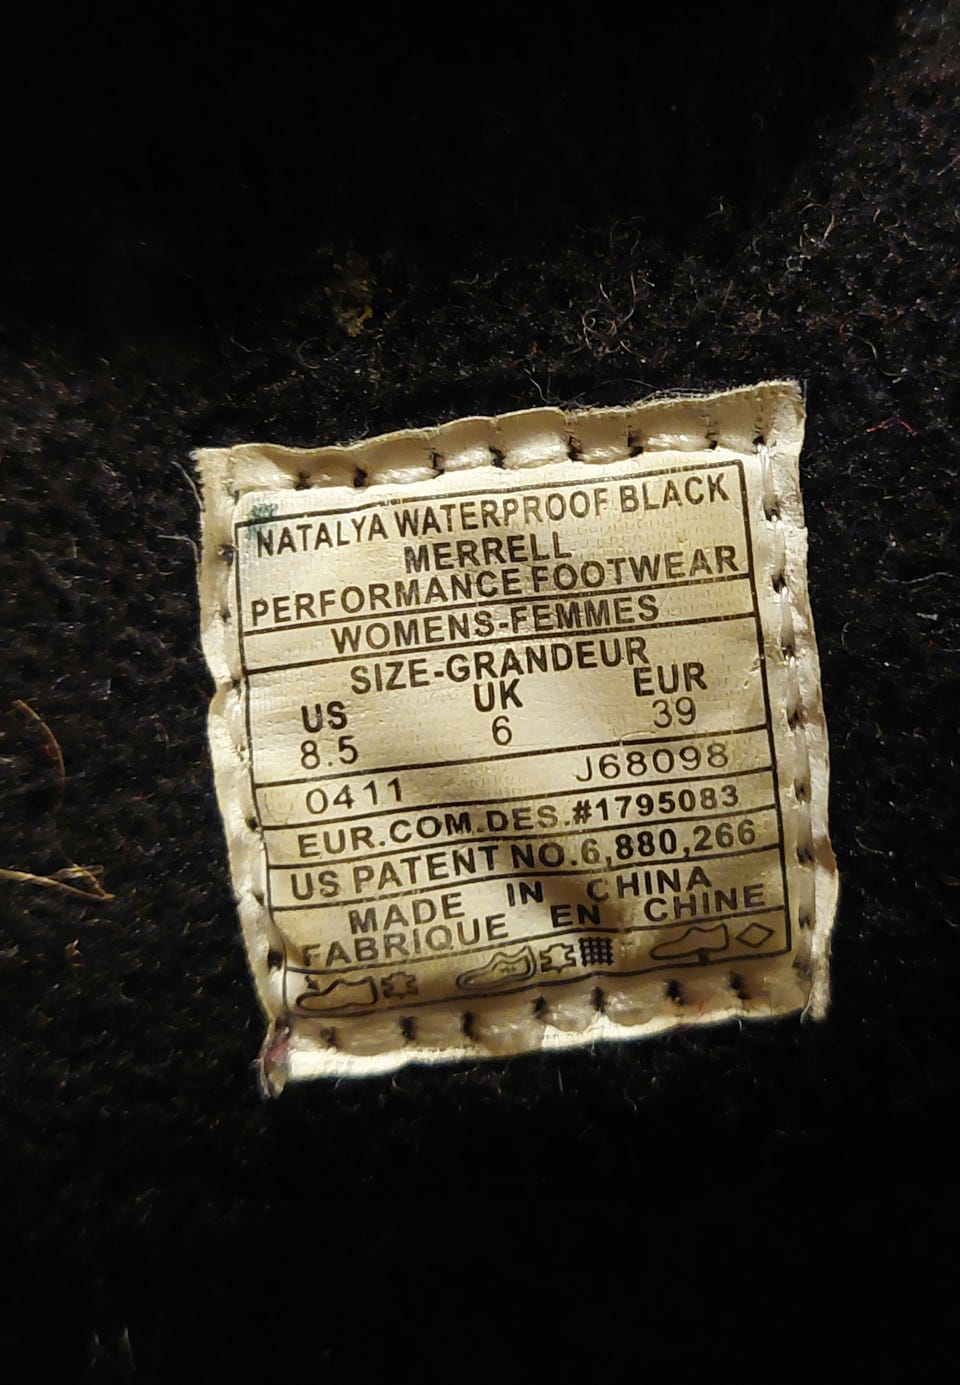 NATALYA WATERPROOF BLACK
MERRELL
PERFORMANCE FOOTWEAR
WOMENS-FEMMES
SIZE-GRANDEUR
US UK EUR
8.5 6 39
0411 J68098
EUR.COM.DES.#1795083
US PATENT NO.6,880,266
MADE IN CHINA
FABRIQUE EN CHINE